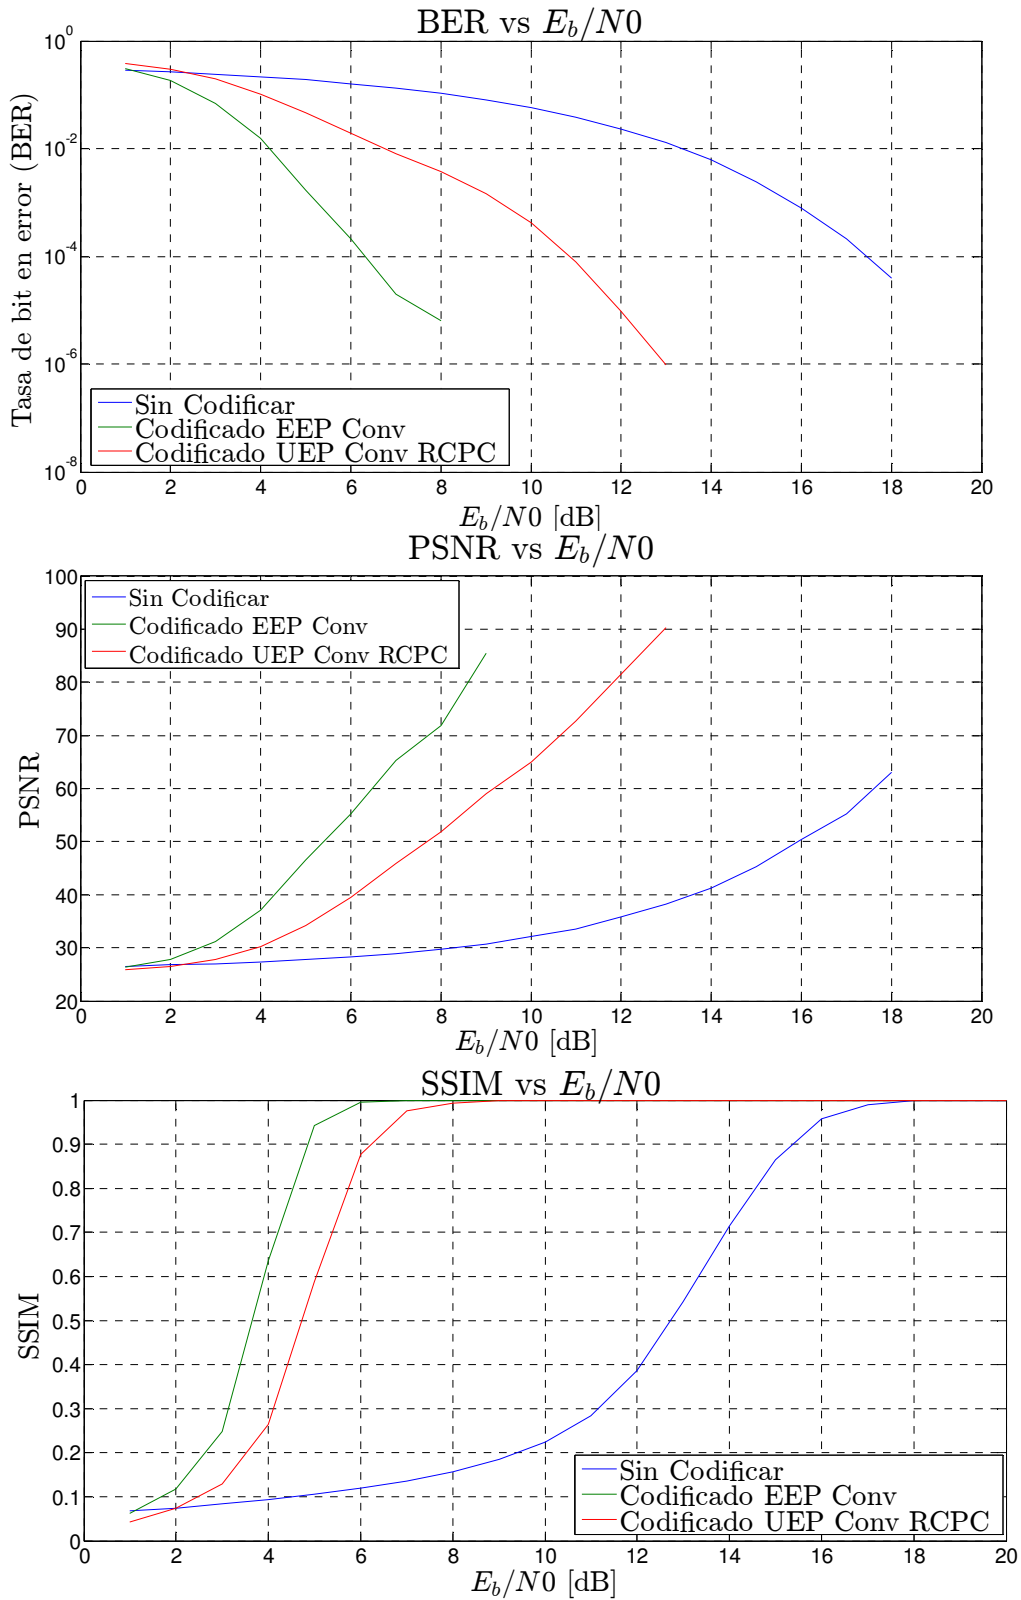 BER vs E_b/N0
10^0
10^-2
10^-4
10^-6
10^-8
Tasa de bit en error (BER)
Sin Codificar
Codificado EEP Conv
Codificado UEP Conv RCPC
0 2 4 6 8 10 12 14 16 18 20
E_b/N0 [dB]
PSNR vs E_b/N0
100
90
80
70
60
50
40
30
20
PSNR
Sin Codificar
Codificado EEP Conv
Codificado UEP Conv RCPC
0 2 4 6 8 10 12 14 16 18 20
E_b/N0 [dB]
SSIM vs E_b/N0
1
0.9
0.8
0.7
0.6
0.5
0.4
0.3
0.2
0.1
0
SSIM
Sin Codificar
Codificado EEP Conv
Codificado UEP Conv RCPC
0 2 4 6 8 10 12 14 16 18 20
E_b/N0 [dB]